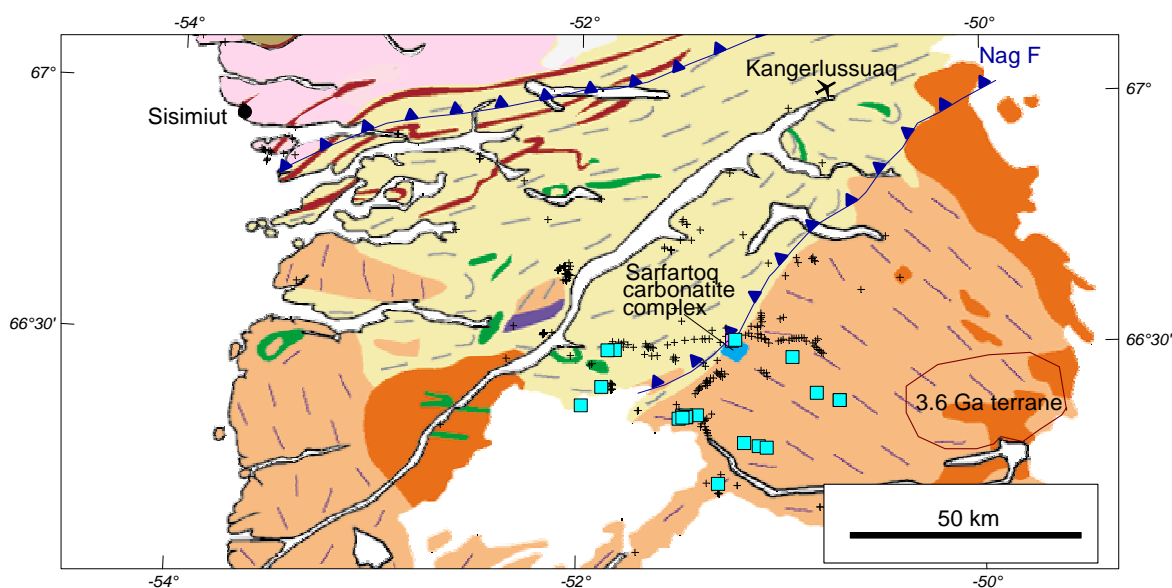 -54° -52° -50°
67° Nag F
Kangerlussuaq 67°
Sisimiut
Sarfartoq
carbonatite
complex
66°30' 66°30'
3.6 Ga terrane
50 km
-54° -52° -50°